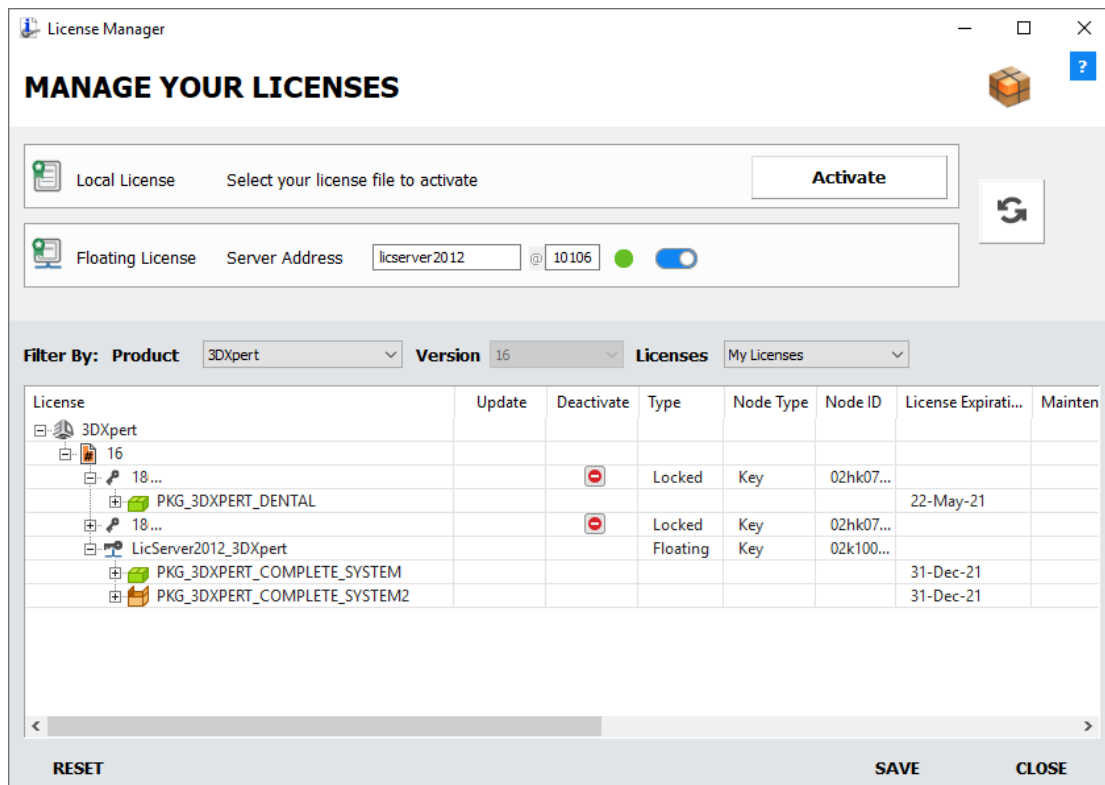 License Manager
?
MANAGE YOUR LICENSES
Local License Select your license file to activate Activate
Floating License Server Address licserver2012 @ 10106
Filter By: Product 3DXpert Version 16 Licenses My Licenses
License Update Deactivate Type Node Type Node ID License Expirati... Mainten
3DXpert
# 16
18... Locked Key 02hk07...
PKG_3DXPERT_DENTAL 22-May-21
18... Locked Key 02hk07...
LicServer2012_3DXpert Floating Key 02k100...
PKG_3DXPERT_COMPLETE_SYSTEM 31-Dec-21
PKG_3DXPERT_COMPLETE_SYSTEM2 31-Dec-21
RESET SAVE CLOSE